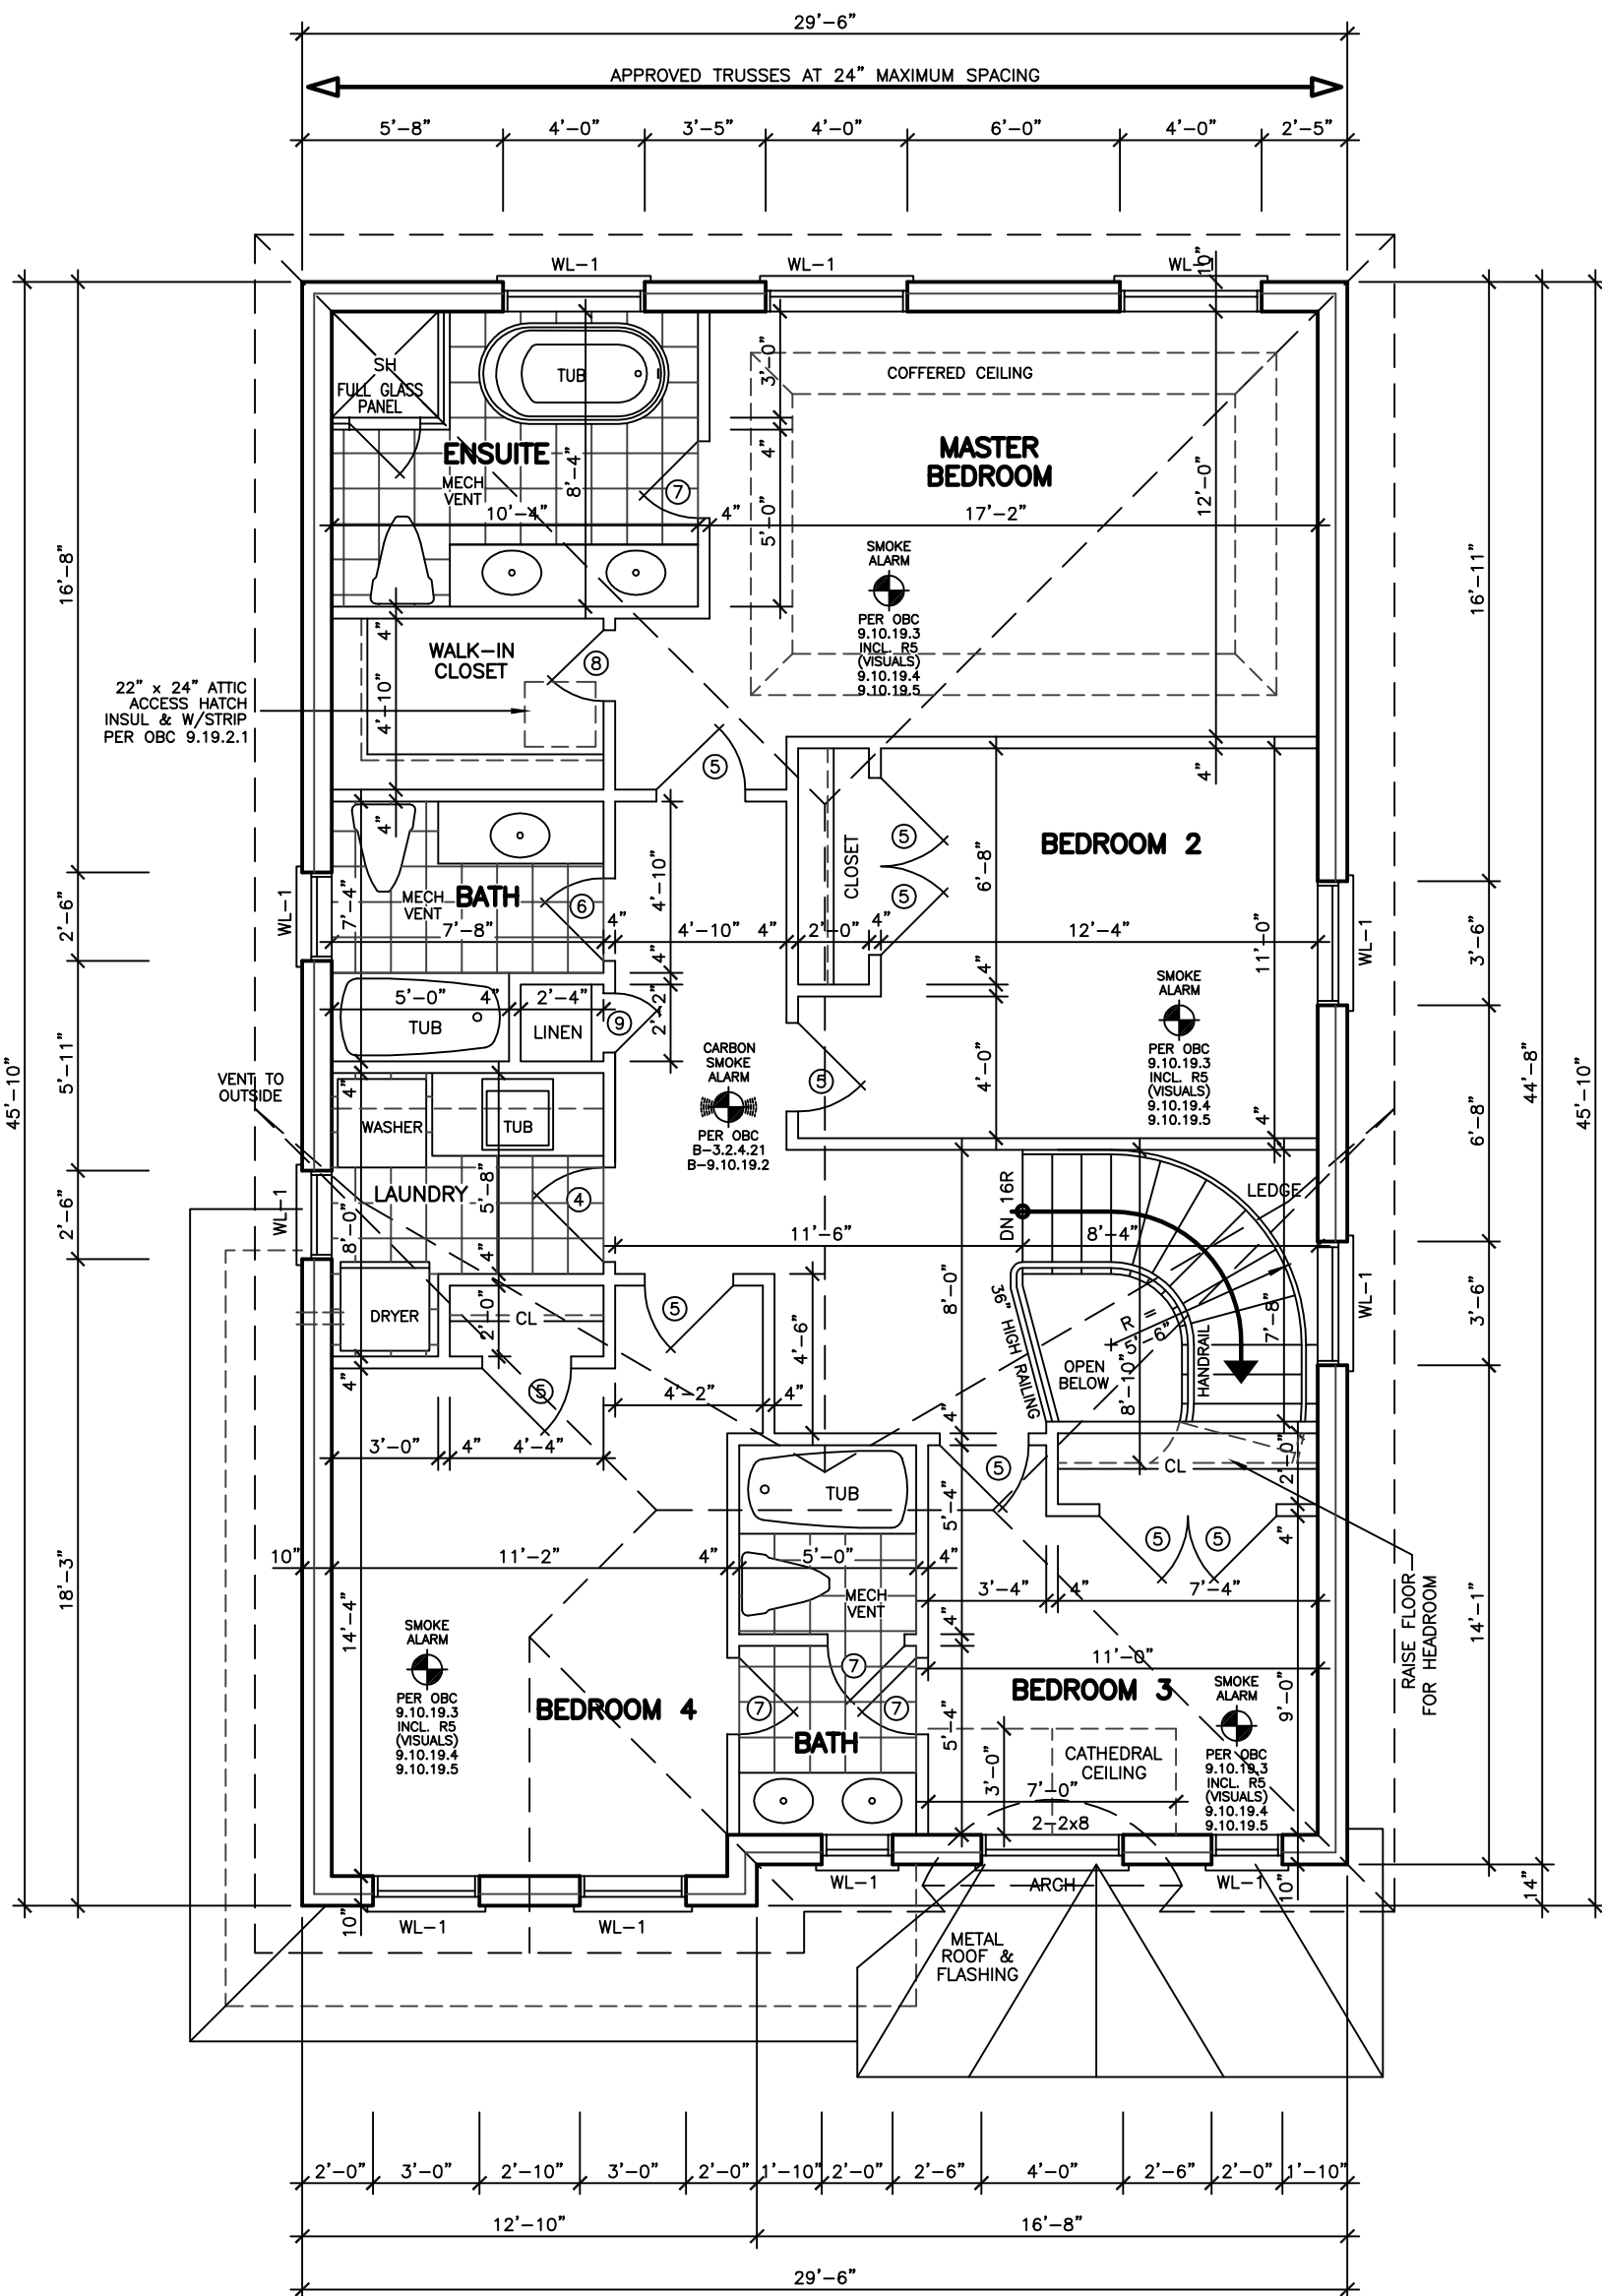 29'-6"
APPROVED TRUSSES AT 24" MAXIMUM SPACING
5'-8" 4'-0" 3'-5" 4'-0" 6'-0" 4'-0" 2'-5"
WL-1 WL-1 WL-1
10"
SH
FULL GLASS
PANEL
TUB
3'-0"
COFFERED CEILING
ENSUITE
MECH
VENT
8'-4"
4"
MASTER
BEDROOM
7
12'-0"
10'-4" 4" 17'-2"
5'-0"
SMOKE
ALARM
PER OBC
9.10.19.3
INCL. R5
(VISUALS)
9.10.19.4
9.10.19.5
16'-8"
16'-11"
4"
WALK-IN
CLOSET
8
4'-10"
22" x 24" ATTIC
ACCESS HATCH
INSUL & W/STRIP
PER OBC 9.19.2.1
5
4"
4"
CLOSET
5
5
BEDROOM 2
6'-8"
4'-10"
MECH
VENT
BATH
6
WL-1
7'-4"
2'-6"
7'-8" 4" 4'-10" 4" 2'-0" 4" 12'-4"
11'-0"
WL-1
3'-6"
4"
4"
2'-2"
5'-0" 4" 2'-4"
TUB
LINEN
9
SMOKE
ALARM
PER OBC
9.10.19.3
INCL. R5
(VISUALS)
9.10.19.4
9.10.19.5
4'-0"
4"
5
CARBON
SMOKE
ALARM
PER OBC
B-3.2.4.21
B-9.10.19.2
45'-10"
5'-11"
VENT TO
OUTSIDE
4"
WASHER
TUB
6'-8"
44'-8"
45'-10"
LAUNDRY
5'-8"
4
WL-1
2'-6"
8'-0"
4"
DN 16R
LEDGE
11'-6" 8'-4"
8'-0"
36" HIGH RAILING
R =
5'-6"
7'-8"
HANDRAIL
OPEN
BELOW
8'-10"
WL-1
3'-6"
DRYER
CL
2'-0"
5
4'-6"
4"
5
4'-2" 4"
3'-0" 4" 4'-4"
4"
5
CL
2'-0"
TUB
5'-4"
5
5
4"
10" 11'-2" 4" 5'-0" 4"
3'-4" 4" 7'-4"
MECH
VENT
4"
RAISE FLOOR
FOR HEADROOM
18'-3"
14'-4"
14'-1"
SMOKE
ALARM
PER OBC
9.10.19.3
INCL. R5
(VISUALS)
9.10.19.4
9.10.19.5
BEDROOM 4
7
7
7
BATH
11'-0"
BEDROOM 3
SMOKE
ALARM
PER OBC
9.10.19.3
INCL. R5
(VISUALS)
9.10.19.4
9.10.19.5
9'-0"
5'-4"
3'-0"
CATHEDRAL
CEILING
7'-0"
2-2x8
WL-1
ARCH
WL-1
10"
14"
10"
WL-1 WL-1
METAL
ROOF &
FLASHING
2'-0" 3'-0" 2'-10" 3'-0" 2'-0" 1'-10" 2'-0" 2'-6" 4'-0" 2'-6" 2'-0" 1'-10"
12'-10" 16'-8"
29'-6"